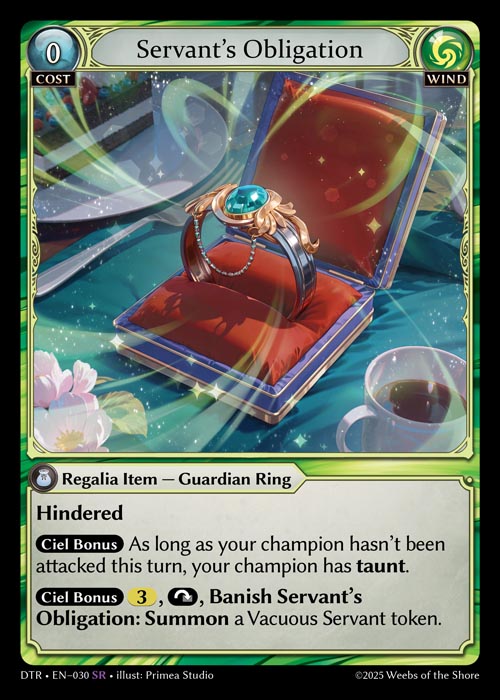 0
Servant's Obligation
COST
WIND
Regalia Item — Guardian Ring
Hindered
Ciel Bonus As long as your champion hasn't been
attacked this turn, your champion has taunt.
Ciel Bonus 3 , , Banish Servant's
Obligation: Summon a Vacuous Servant token.
DTR • EN-030 SR • illust: Primea Studio
©2025 Weebs of the Shore